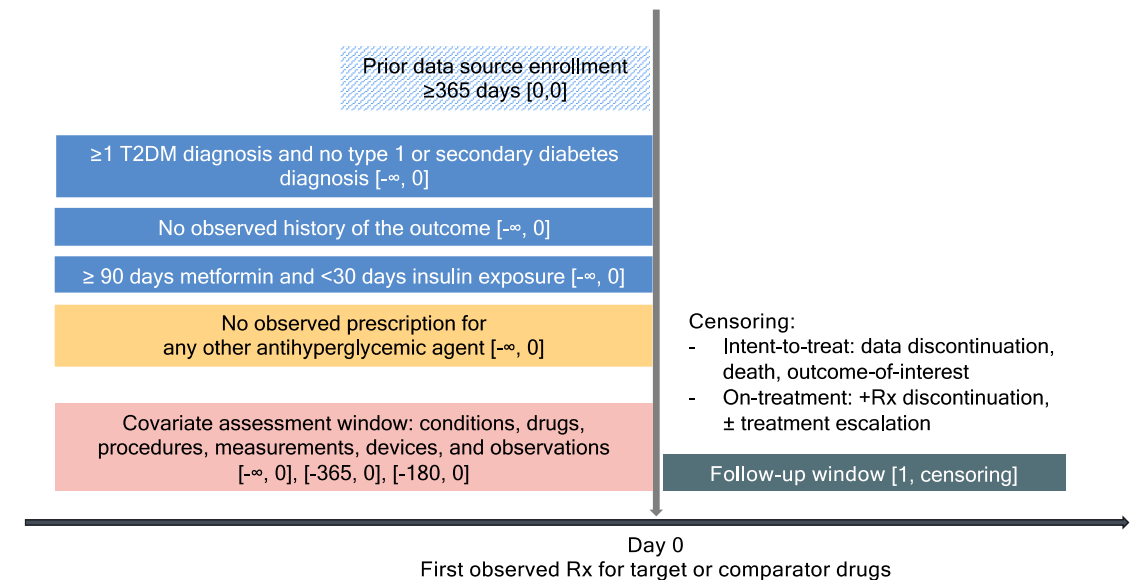 Prior data source enrollment
≥365 days [0,0]
≥1 T2DM diagnosis and no type 1 or secondary diabetes
diagnosis [-∞, 0]
No observed history of the outcome [-∞, 0]
≥ 90 days metformin and <30 days insulin exposure [-∞, 0]
No observed prescription for
any other antihyperglycemic agent [-∞, 0]
Censoring:
- Intent-to-treat: data discontinuation,
death, outcome-of-interest
- On-treatment: +Rx discontinuation,
± treatment escalation
Covariate assessment window: conditions, drugs,
procedures, measurements, devices, and observations
[-∞, 0], [-365, 0], [-180, 0]
Follow-up window [1, censoring]
Day 0
First observed Rx for target or comparator drugs